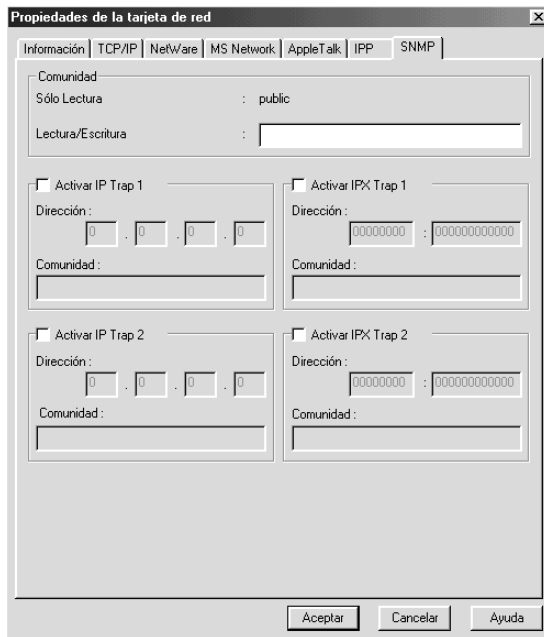 Propiedades de la tarjeta de red
Información TCP/IP NetWare MS Network AppleTalk IPP SNMP
Comunidad
Sólo Lectura : public
Lectura/Escritura :
Activar IP Trap 1 Activar IPX Trap 1
Dirección : Dirección :
0 . 0 . 0 . 0 00000000 : 000000000000
Comunidad : Comunidad :
Activar IP Trap 2 Activar IPX Trap 2
Dirección : Dirección :
0 . 0 . 0 . 0 00000000 : 000000000000
Comunidad : Comunidad :
Aceptar Cancelar Ayuda